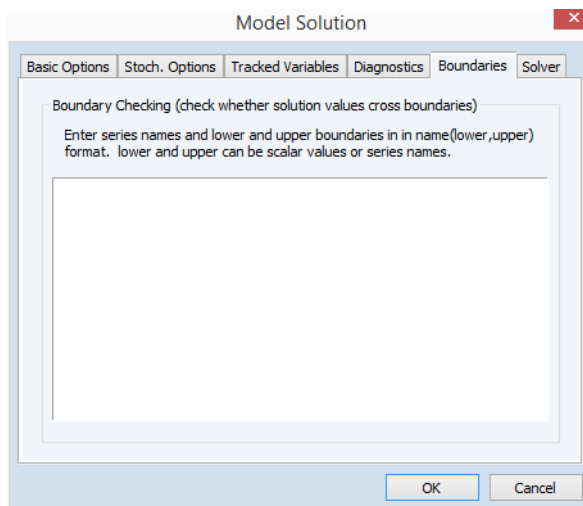 Model Solution
Basic Options Stoch. Options Tracked Variables Diagnostics Boundaries Solver
Boundary Checking (check whether solution values cross boundaries)
Enter series names and lower and upper boundaries in in name(lower,upper)
format. lower and upper can be scalar values or series names.
OK Cancel